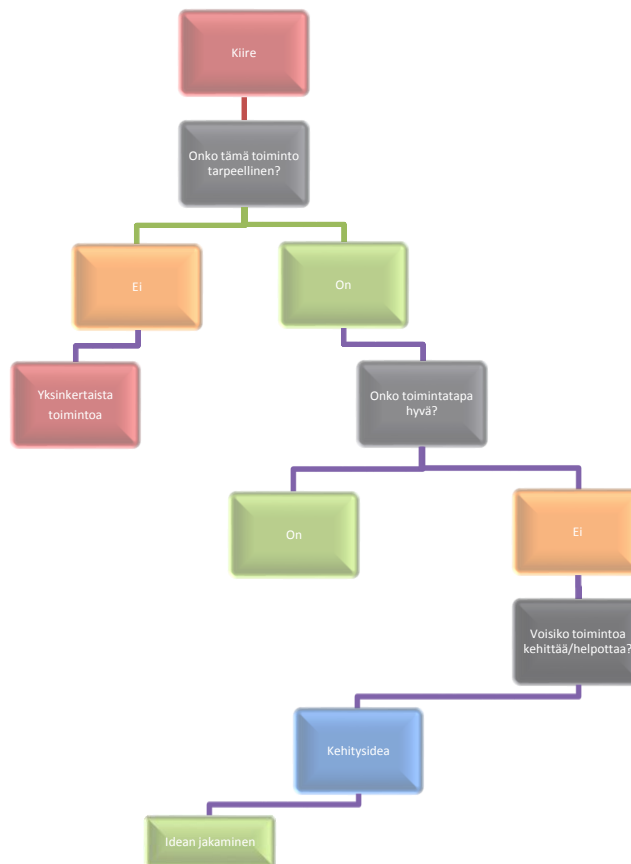 Kiire
Onko tämä toiminto
tarpeellinen?
Ei
On
Yksinkertaista
toimintoa
Onko toimintatapa
hyvä?
On
Ei
Voisiko toimintoa
kehittää/helpottaa?
Kehitysidea
Idean jakaminen